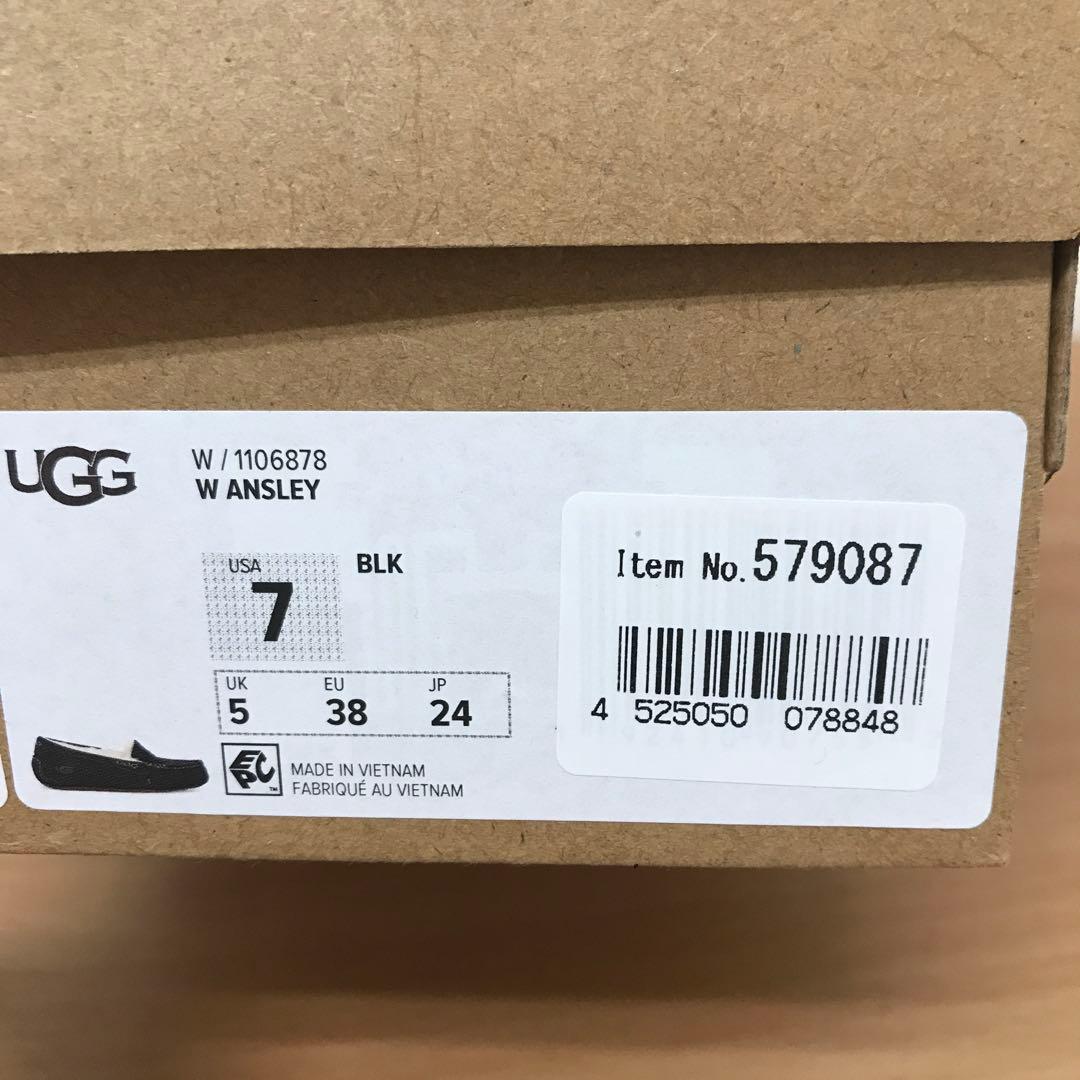 UGG
W / 1106878
W ANSLEY
USA
7
BLK
UK EU JP
5 38 24
EPC™
MADE IN VIETNAM
FABRIQUÉ AU VIETNAM
Item No.579087
4 525050 078848